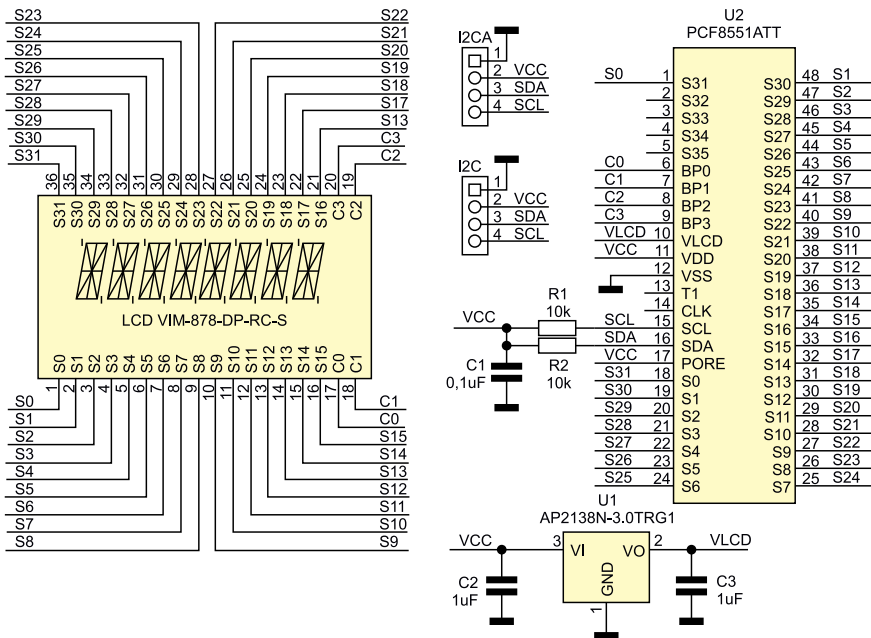 S23 S22
S24 S21
S25 S20
S26 S19
S27 S18
S28 S17
S29 S13
S30 C3
S31 C2
36 35 34 33 32 31 30 29 28 27 26 25 24 23 22 21 20 19
S31 S30 S29 S28 S27 S26 S25 S24 S23 S22 S21 S20 S19 S18 S17 S16 C3 C2
LCD VIM-878-DP-RC-S
S0 S1 S2 S3 S4 S5 S6 S7 S8 S9 S10 S11 S12 S13 S14 S15 C0 C1
1 2 3 4 5 6 7 8 9 10 11 12 13 14 15 16 17 18
S0 C1
S1 C0
S2 S15
S3 S14
S4 S13
S5 S12
S6 S11
S7 S10
S8 S9
I2CA
1
2 VCC
3 SDA
4 SCL
I2C
1
2 VCC
3 SDA
4 SCL
VCC
R1
10k
R2
10k
C1
0,1uF
U2
PCF8551ATT
S0 1 S31 S30 48 S1
2 S32 S29 47 S2
3 S33 S28 46 S3
4 S34 S27 45 S4
5 S35 S26 44 S5
C0 6 BP0 S25 43 S6
C1 7 BP1 S24 42 S7
C2 8 BP2 S23 41 S8
C3 9 BP3 S22 40 S9
VLCD 10 VLCD S21 39 S10
VCC 11 VDD S20 38 S11
12 VSS S19 37 S12
13 T1 S18 36 S13
14 CLK S17 35 S14
SCL 15 SCL S16 34 S15
SDA 16 SDA S15 33 S16
VCC 17 PORE S14 32 S17
S31 18 S0 S13 31 S18
S30 19 S1 S12 30 S19
S29 20 S2 S11 29 S20
S28 21 S3 S10 28 S21
S27 22 S4 S9 27 S22
S26 23 S5 S8 26 S23
S25 24 S6 S7 25 S24
U1
AP2138N-3.0TRG1
VCC 3 VI VO 2 VLCD
GND
1
C2
1uF
C3
1uF